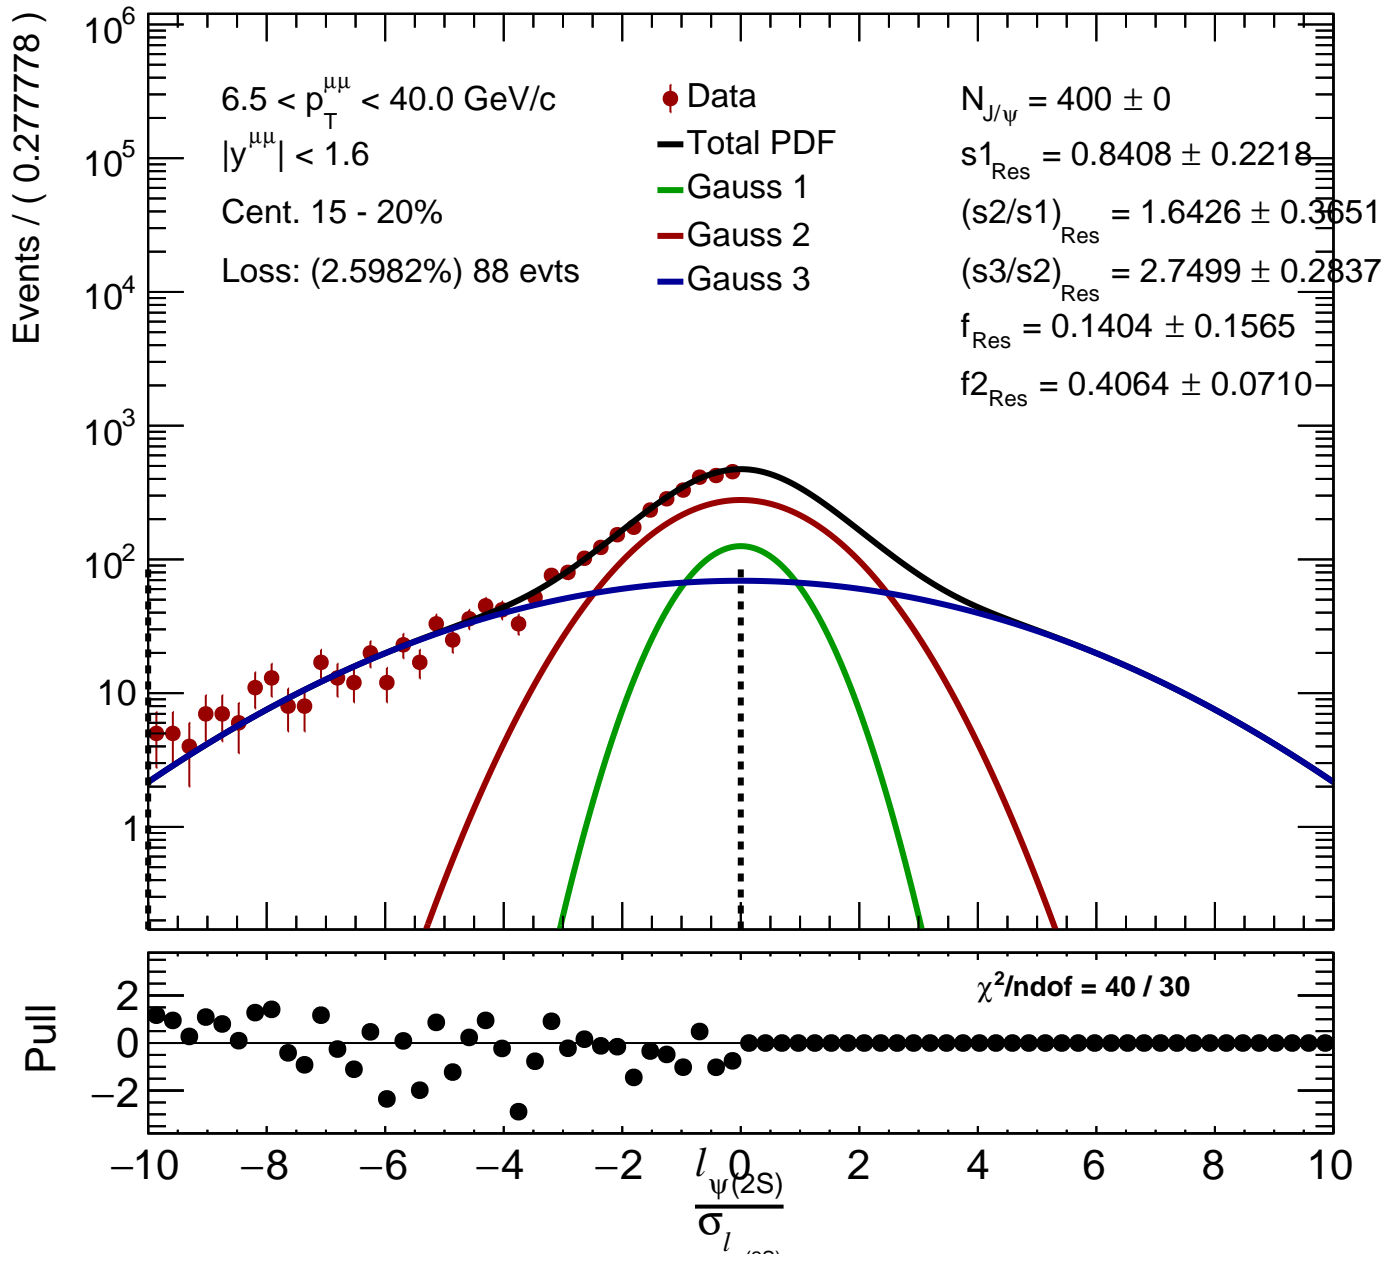 Events / ( 0.277778 )
10^6
10^5
10^4
10^3
10^2
10
1
6.5 < p_T^μμ < 40.0 GeV/c
|y^μμ| < 1.6
Cent. 15 - 20%
Loss: (2.5982%) 88 evts
Data
Total PDF
Gauss 1
Gauss 2
Gauss 3
N_J/ψ = 400 ± 0
s1_Res = 0.8408 ± 0.2218
(s2/s1)_Res = 1.6426 ± 0.3651
(s3/s2)_Res = 2.7499 ± 0.2837
f_Res = 0.1404 ± 0.1565
f2_Res = 0.4064 ± 0.0710
Pull
2
0
−2
χ²/ndof = 40 / 30
−10 −8 −6 −4 −2 0 2 4 6 8 10
l_ψ(2S)
σ_l